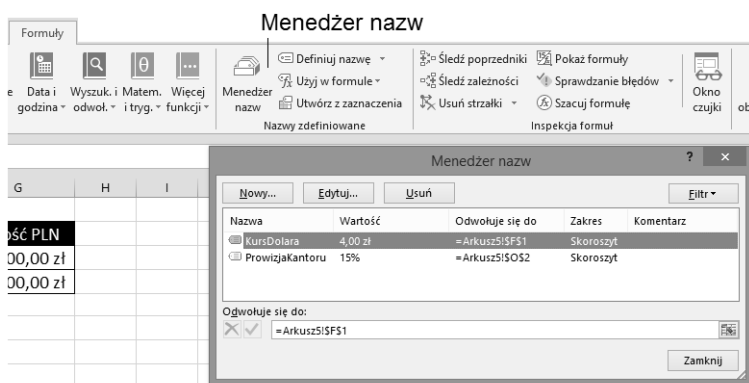 Menedżer nazw
Formuły
Data i godzina
Wyszuk. i odwoł.
Matem. i tryg.
Więcej funkcji
Menedżer nazw
Definiuj nazwę
Użyj w formule
Utwórz z zaznaczenia
Nazwy zdefiniowane
Śledź poprzedniki
Śledź zależności
Usuń strzałki
Pokaż formuły
Sprawdzanie błędów
Szacuj formułę
Inspekcja formuł
Okno czujki
Menedżer nazw
? ×
Nowy... Edytuj... Usuń Filtr
Nazwa Wartość Odwołuje się do Zakres Komentarz
KursDolara 4,00 zł =Arkusz5!$F$1 Skoroszyt
ProwizjaKantoru 15% =Arkusz5!$O$2 Skoroszyt
Odwołuje się do:
=Arkusz5!$F$1
Zamknij
G H I
ość PLN
00,00 zł
00,00 zł